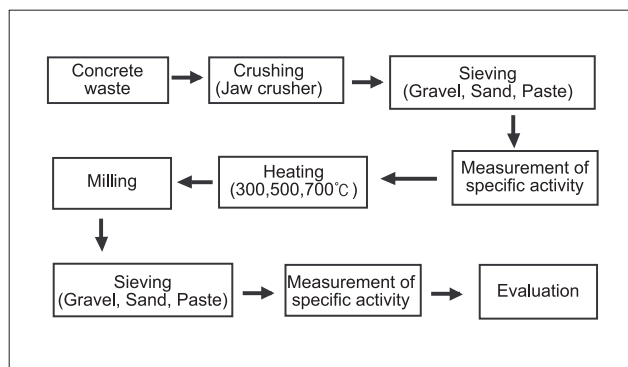 Concrete
waste
Crushing
(Jaw crusher)
Sieving
(Gravel, Sand, Paste)
Measurement of
specific activity
Heating
(300,500,700℃)
Milling
Sieving
(Gravel, Sand, Paste)
Measurement of
specific activity
Evaluation